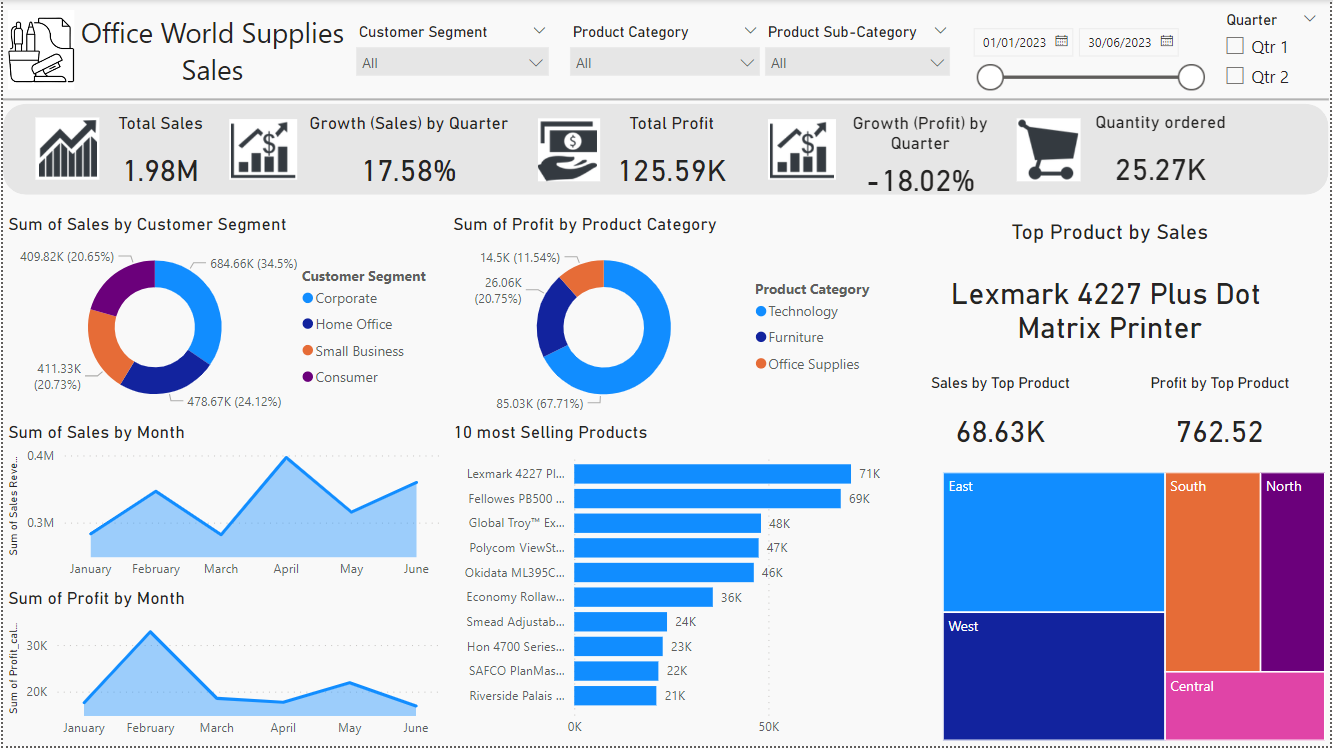 Office World Supplies
Sales
Customer Segment
All
Product Category
All
Product Sub-Category
All
01/01/2023
30/06/2023
Quarter
Qtr 1
Qtr 2
Total Sales
1.98M
Growth (Sales) by Quarter
17.58%
Total Profit
125.59K
Growth (Profit) by
Quarter
-18.02%
Quantity ordered
25.27K
Sum of Sales by Customer Segment
409.82K (20.65%)
684.66K (34.5%)
411.33K
(20.73%)
478.67K (24.12%)
Customer Segment
Corporate
Home Office
Small Business
Consumer
Sum of Profit by Product Category
14.5K (11.54%)
26.06K
(20.75%)
85.03K (67.71%)
Product Category
Technology
Furniture
Office Supplies
Top Product by Sales
Lexmark 4227 Plus Dot
Matrix Printer
Sales by Top Product
68.63K
Profit by Top Product
762.52
Sum of Sales by Month
Sum of Sales Reve...
0.4M
0.3M
January February March April May June
Sum of Profit by Month
Sum of Profit_cal...
30K
20K
January February March April May June
10 most Selling Products
Lexmark 4227 Pl... 71K
Fellowes PB500 ... 69K
Global Troy™ Ex... 48K
Polycom ViewSt... 47K
Okidata ML395C... 46K
Economy Rollaw... 36K
Smead Adjustab... 24K
Hon 4700 Series... 23K
SAFCO PlanMas... 22K
Riverside Palais ... 21K
0K 50K
East
West
South
North
Central